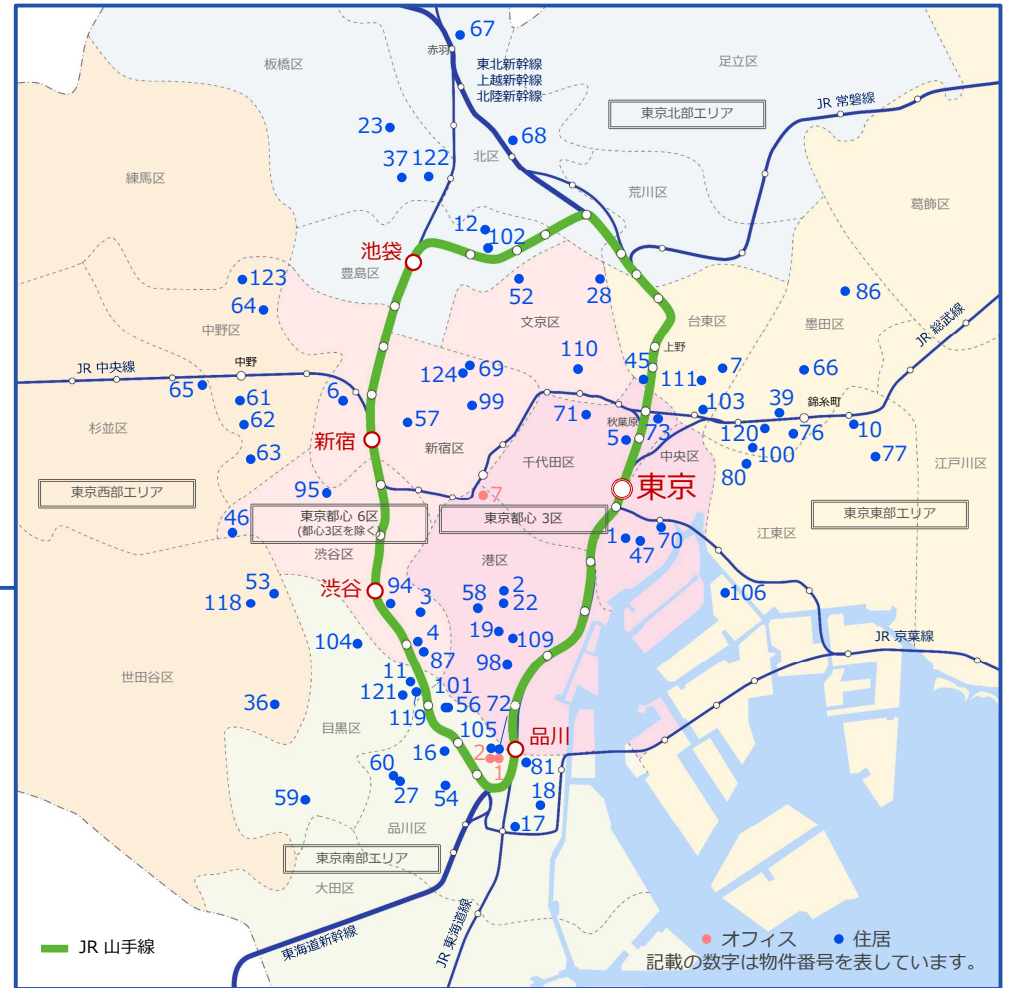 67
赤羽
東北新幹線
上越新幹線
北陸新幹線
板橋区
足立区
JR 常磐線
東京北部エリア
23
68
北区
37
122
練馬区
荒川区
葛飾区
12
102
池袋
豊島区
123
52
28
86
64
文京区
台東区
墨田区
中野区
JR 総武線
上野
110
45
7
JR 中央線
中野
124
69
111
66
65
61
6
99
103
39
錦糸町
57
71
秋葉原
73
62
杉並区
新宿
新宿区
5
120
76
10
千代田区
中央区
100
63
77
80
江戸川区
東京
95
7
東京西部エリア
東京都心 6区
(都心3区を除く)
東京都心 3区
東京東部エリア
46
渋谷区
1
47
70
江東区
港区
53
渋谷
94
3
58
2
22
106
118
104
4
19
109
JR 京葉線
87
98
世田谷区
11
101
121
36
119
56
72
目黒区
105
品川
16
2
1
81
60
27
54
18
59
品川区
17
東京南部エリア
大田区
JR 山手線
東海道新幹線
JR 東海道線
オフィス
住居
記載の数字は物件番号を表しています。